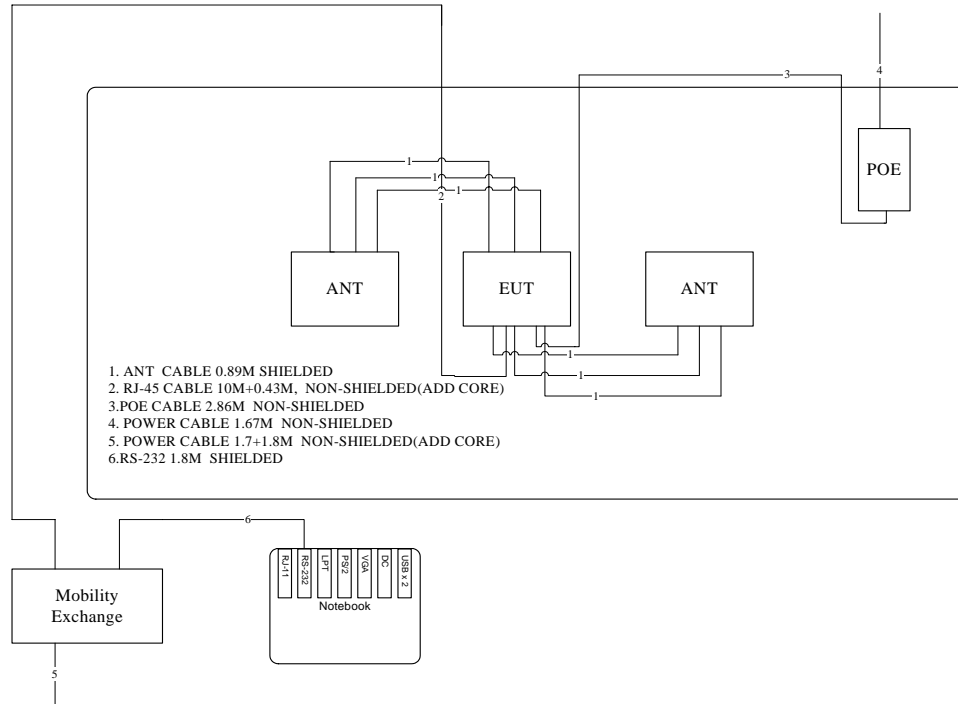 3
4
POE
1
1
1
2
ANT
EUT
ANT
1
1
1
1. ANT  CABLE 0.89M SHIELDED
2. RJ-45 CABLE 10M+0.43M,  NON-SHIELDED(ADD CORE)
3.POE CABLE 2.86M  NON-SHIELDED
4. POWER CABLE 1.67M  NON-SHIELDED
5. POWER CABLE 1.7+1.8M  NON-SHIELDED(ADD CORE)
6.RS-232 1.8M  SHIELDED
6
RJ-11
RS-232
LPT
PS/2
VGA
DC
USB x 2
Notebook
Mobility
Exchange
5